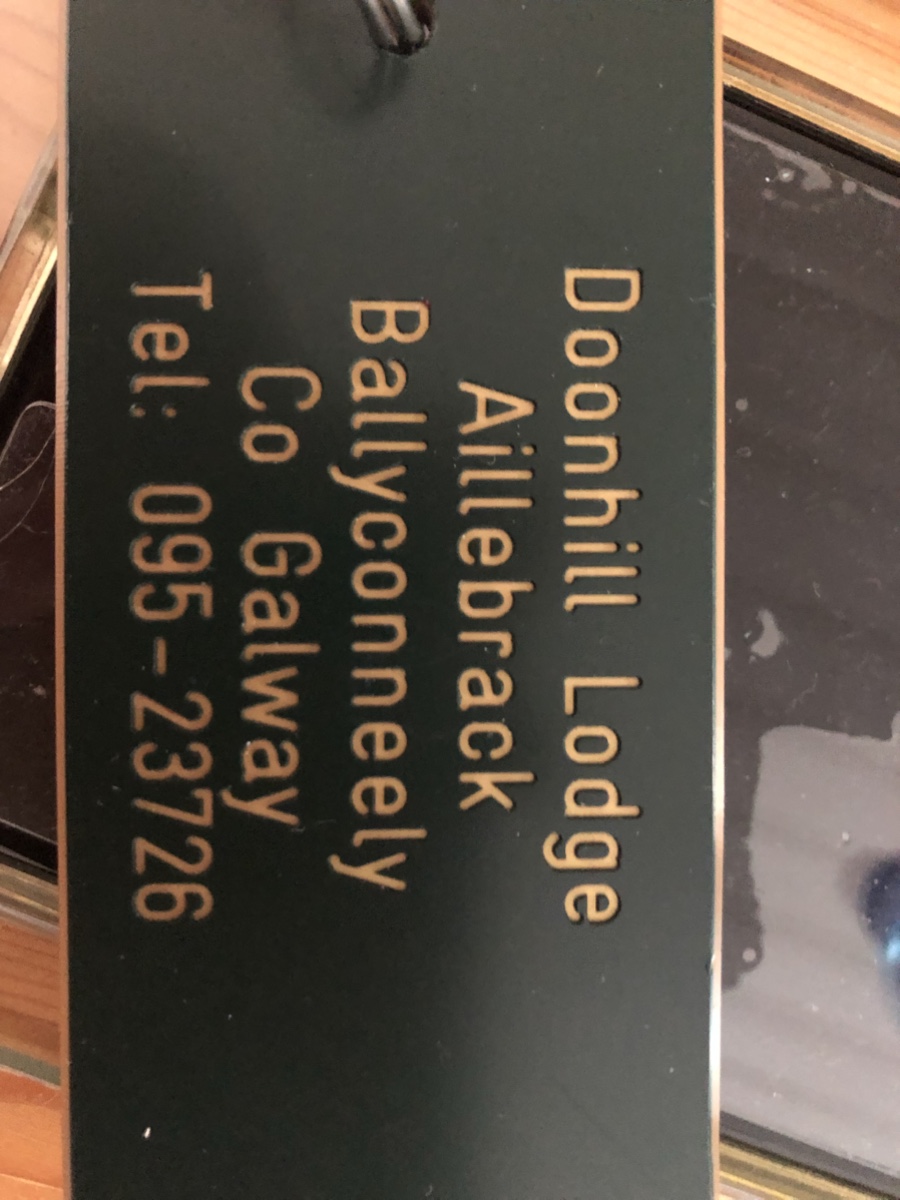 Doonhill Lodge
Aillebrack
Ballyconneely
Co Galway
Tel: 095-23726